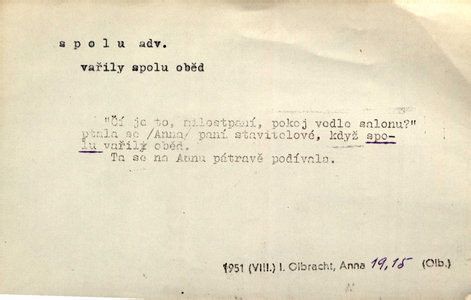 s p o l u adv.
vařily spolu oběd
"Čí je to, milostpaní, pokoj vedle salonu?"
ptala se /Anna/ paní stavitelové, když spo-
lu vařily oběd.
Ta se na Annu pátravě podívala.
1951 (VIII.) I. Olbracht, Anna 19,15 (Olb.)